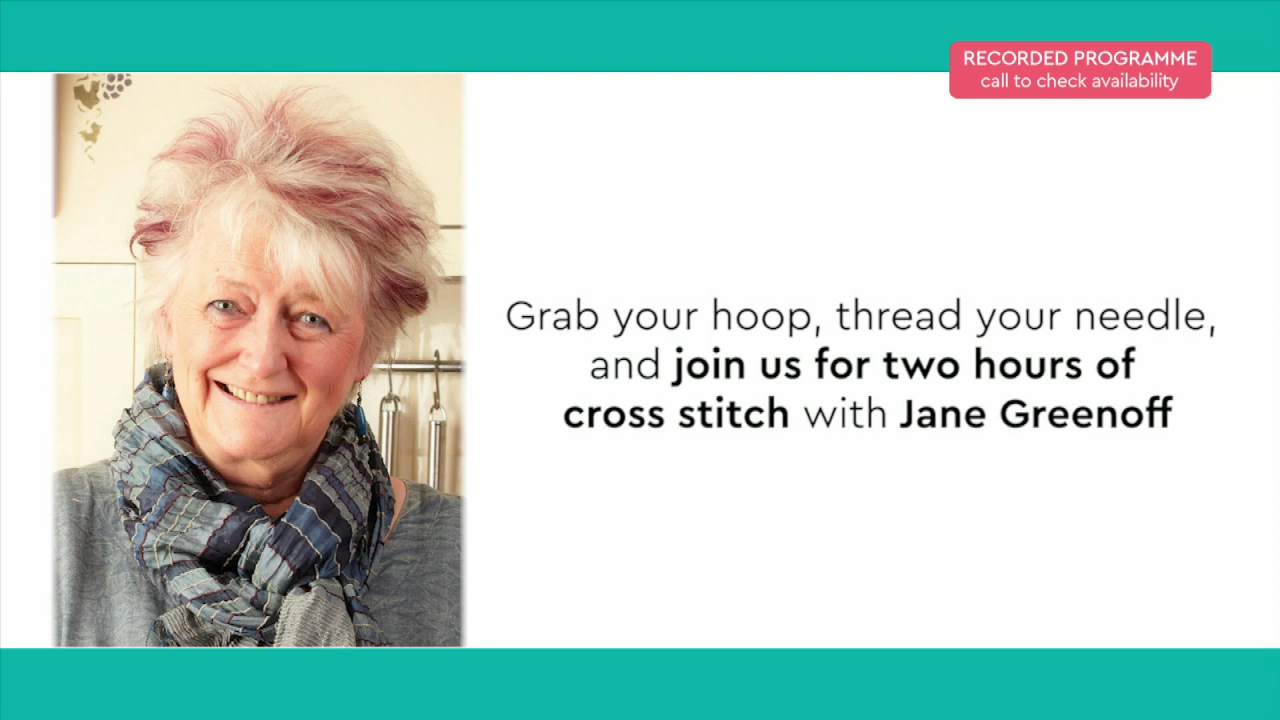 RECORDED PROGRAMME
call to check availability
Grab your hoop, thread your needle,
and join us for two hours of
cross stitch with Jane Greenoff